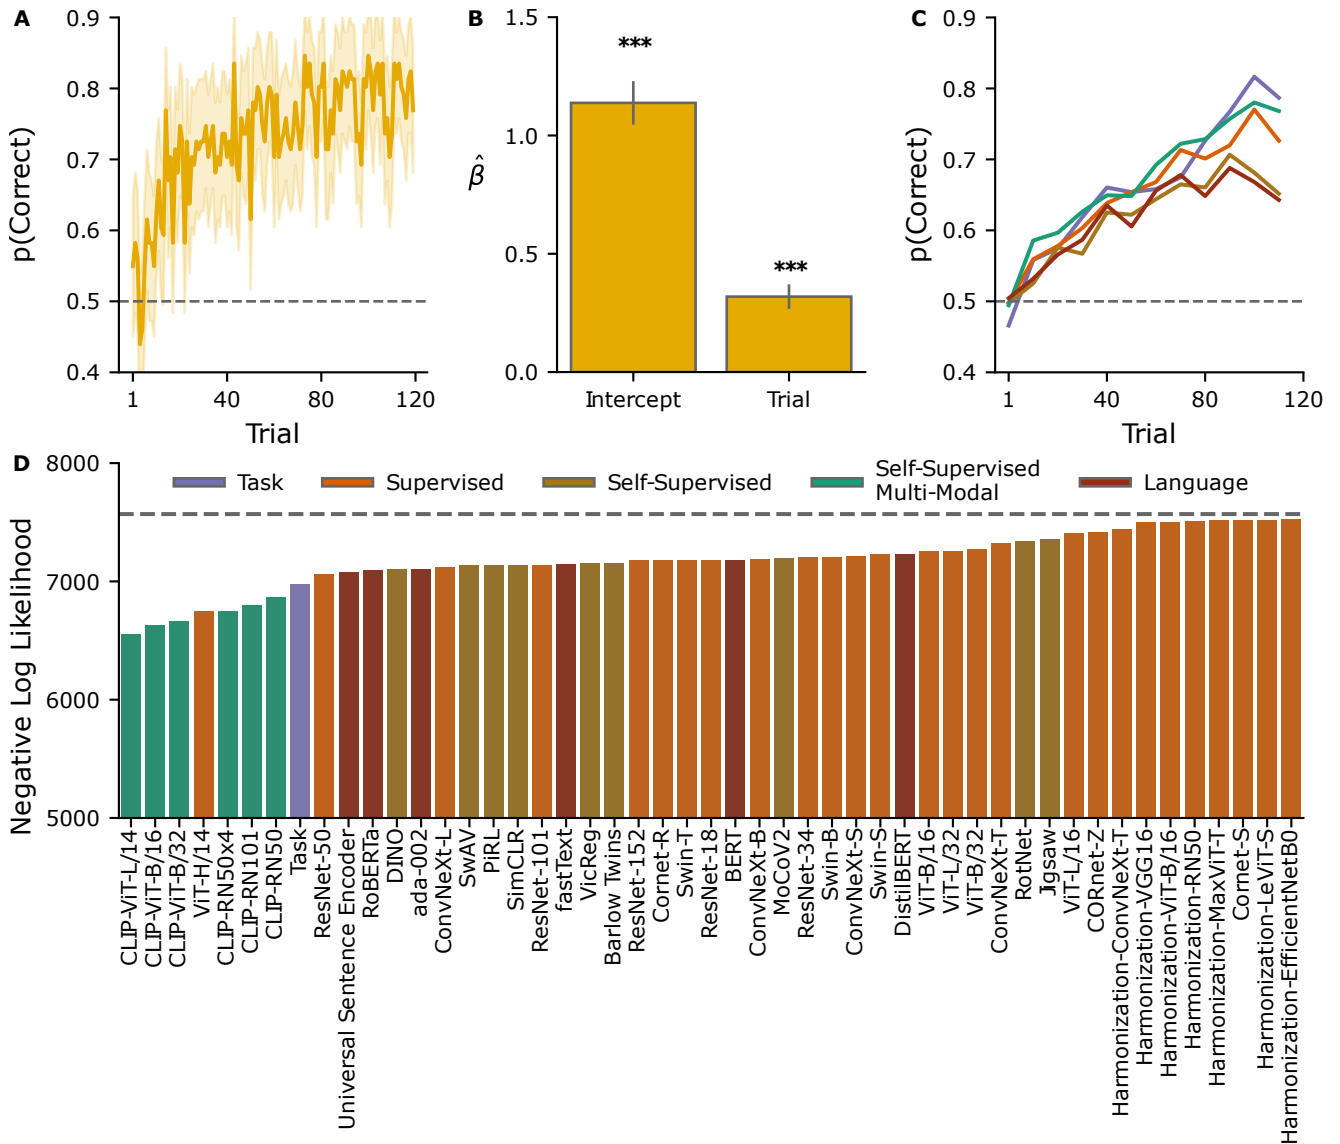 A
p(Correct)
0.9
0.8
0.7
0.6
0.5
0.4
1
40
80
120
Trial
B
β̂
1.5
1.0
0.5
0.0
***
***
Intercept
Trial
C
p(Correct)
0.9
0.8
0.7
0.6
0.5
0.4
1
40
80
120
Trial
D
Negative Log Likelihood
8000
7000
6000
5000
Task
Supervised
Self-Supervised
Self-Supervised
Multi-Modal
Language
CLIP-ViT-L/14
CLIP-ViT-B/16
CLIP-ViT-B/32
ViT-H/14
CLIP-RN50x4
CLIP-RN101
CLIP-RN50
Task
ResNet-50
Universal Sentence Encoder
RoBERTa
DINO
ada-002
ConvNeXt-L
SwAV
PiRL
SimCLR
ResNet-101
fastText
VicReg
Barlow Twins
ResNet-152
Cornet-R
Swin-T
ResNet-18
BERT
ConvNeXt-B
MoCoV2
ResNet-34
Swin-B
ConvNeXt-S
Swin-S
DistilBERT
ViT-B/16
ViT-L/32
ViT-B/32
ConvNeXt-T
RotNet
Jigsaw
ViT-L/16
CORnet-Z
Harmonization-ConvNeXt-T
Harmonization-VGG16
Harmonization-ViT-B/16
Harmonization-RN50
Harmonization-MaxViT-T
Cornet-S
Harmonization-LeViT-S
Harmonization-EfficientNetB0